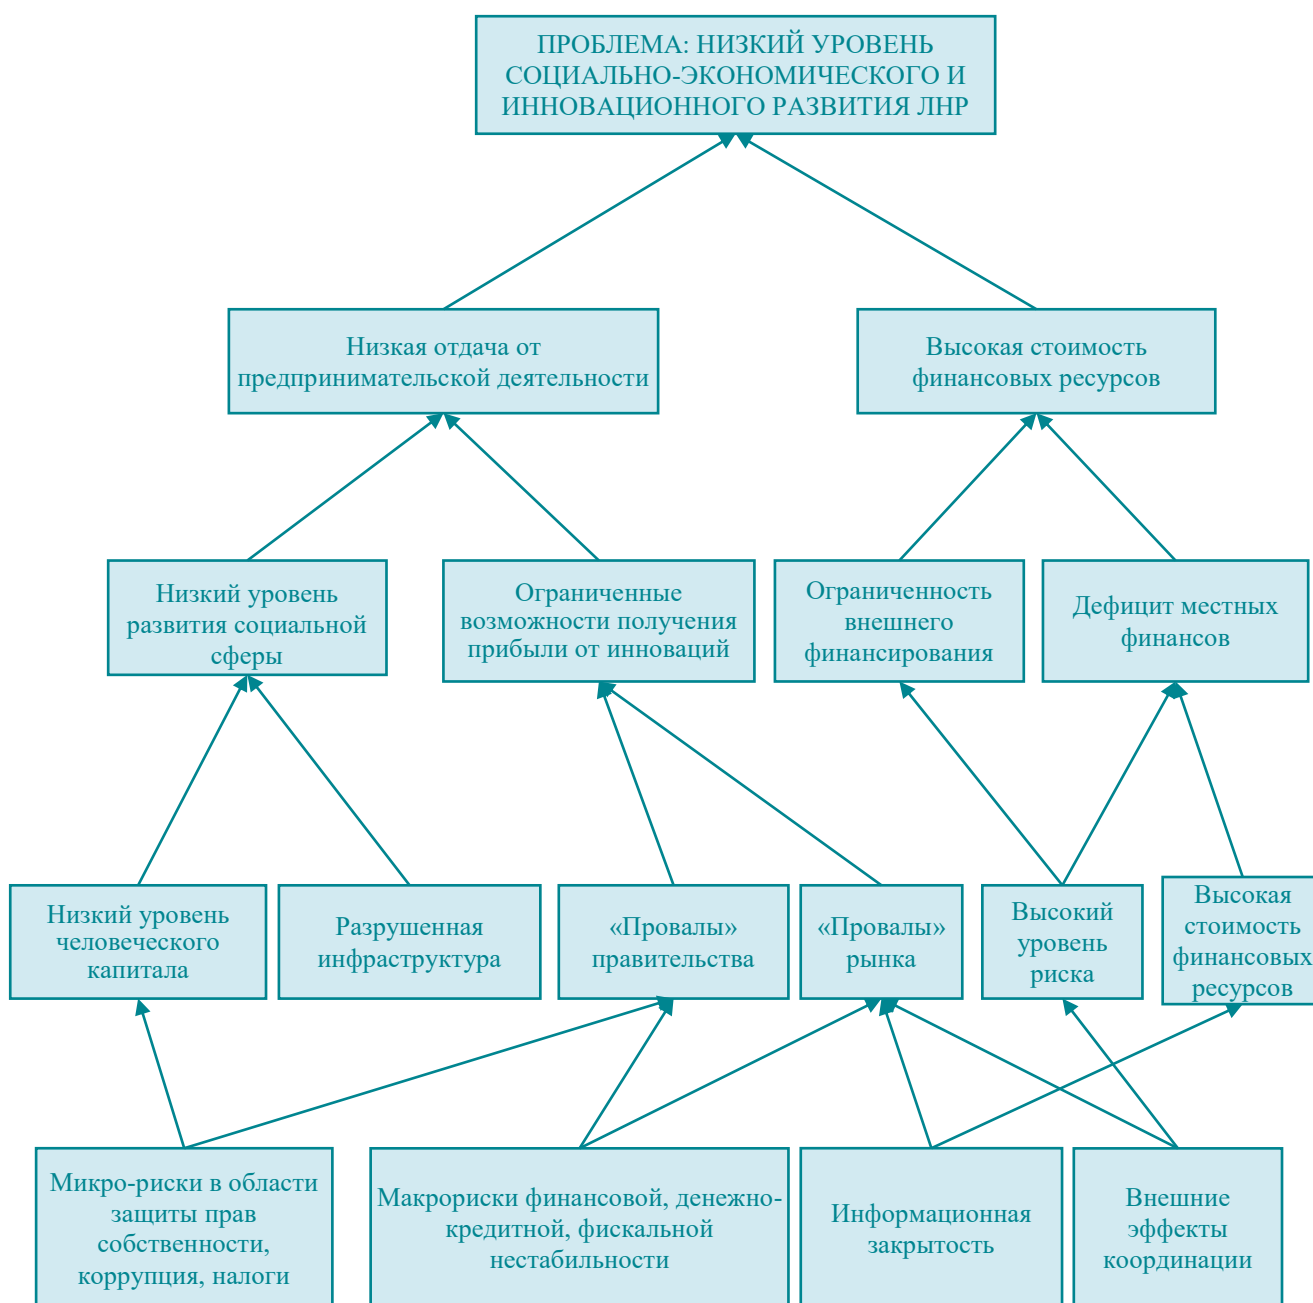 ПРОБЛЕМА: НИЗКИЙ УРОВЕНЬ
СОЦИАЛЬНО-ЭКОНОМИЧЕСКОГО И
ИННОВАЦИОННОГО РАЗВИТИЯ ЛНР
Низкая отдача от
предпринимательской деятельности
Высокая стоимость
финансовых ресурсов
Низкий уровень
развития социальной
сферы
Ограниченные
возможности получения
прибыли от инноваций
Ограниченность
внешнего
финансирования
Дефицит местных
финансов
Низкий уровень
человеческого
капитала
Разрушенная
инфраструктура
«Провалы»
правительства
«Провалы»
рынка
Высокий
уровень
риска
Высокая
стоимость
финансовых
ресурсов
Микро-риски в области
защиты прав
собственности,
коррупция, налоги
Макрориски финансовой, денежно-
кредитной, фискальной
нестабильности
Информационная
закрытость
Внешние
эффекты
координации